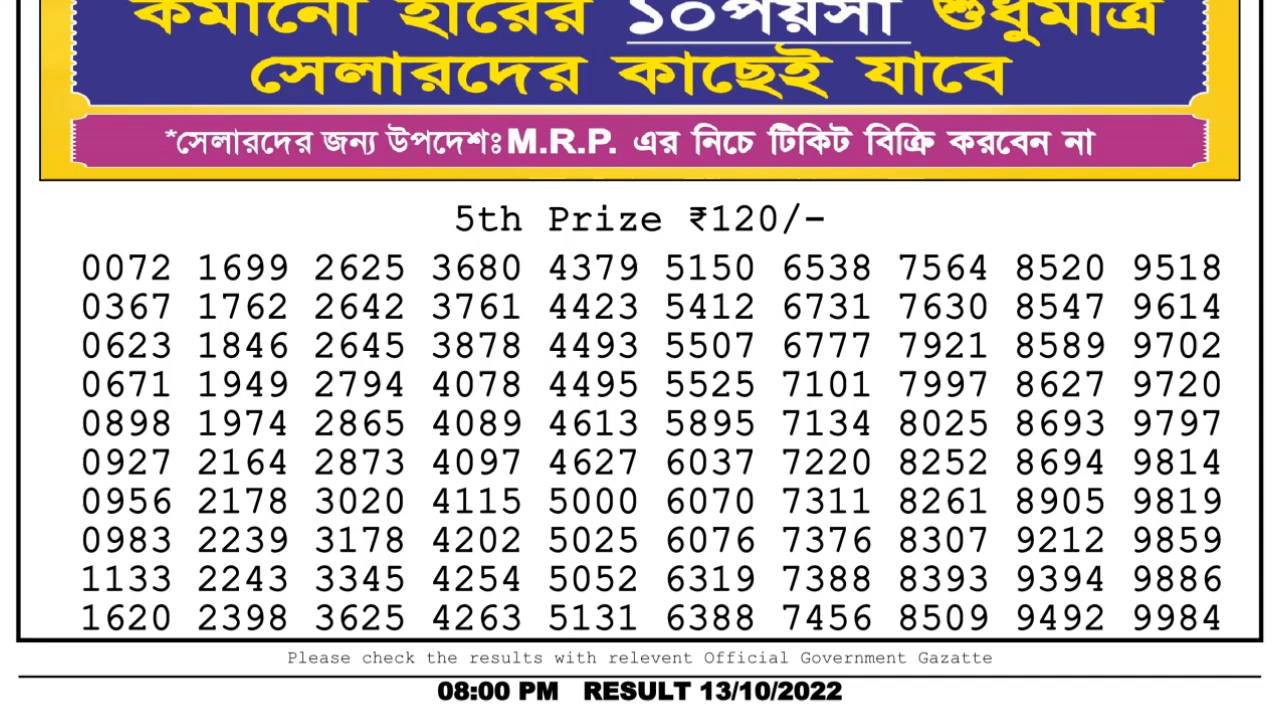 কমানো হারের ১০পয়সা শুধুমাত্র
সেলারদের কাছেই যাবে
*সেলারদের জন্য উপদেশঃ M.R.P. এর নিচে টিকিট বিক্রি করবেন না
5th Prize ₹120/-
0072 1699 2625 3680 4379 5150 6538 7564 8520 9518
0367 1762 2642 3761 4423 5412 6731 7630 8547 9614
0623 1846 2645 3878 4493 5507 6777 7921 8589 9702
0671 1949 2794 4078 4495 5525 7101 7997 8627 9720
0898 1974 2865 4089 4613 5895 7134 8025 8693 9797
0927 2164 2873 4097 4627 6037 7220 8252 8694 9814
0956 2178 3020 4115 5000 6070 7311 8261 8905 9819
0983 2239 3178 4202 5025 6076 7376 8307 9212 9859
1133 2243 3345 4254 5052 6319 7388 8393 9394 9886
1620 2398 3625 4263 5131 6388 7456 8509 9492 9984
Please check the results with relevent Official Government Gazatte
08:00 PM RESULT 13/10/2022